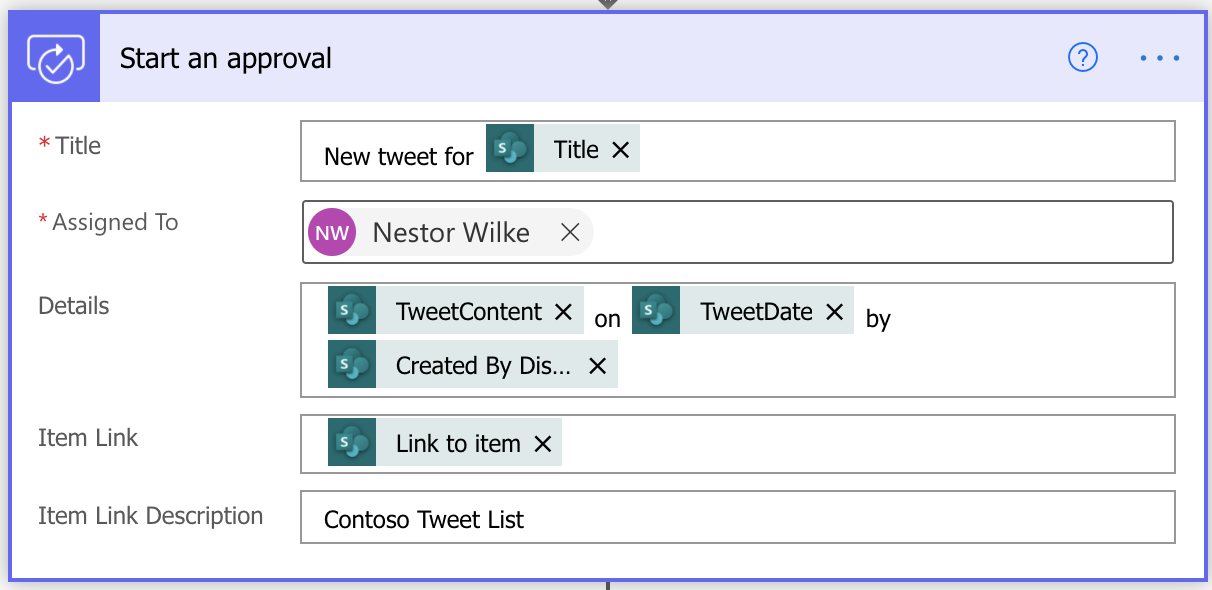 Start an approval
* Title
New tweet for Title
* Assigned To
NW Nestor Wilke
Details
TweetContent on TweetDate by
Created By Dis...
Item Link
Link to item
Item Link Description
Contoso Tweet List